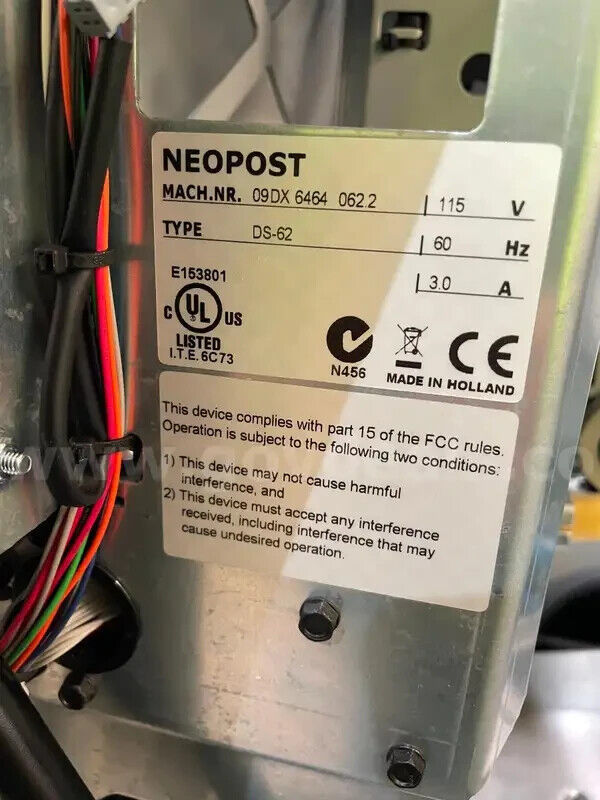 NEOPOST
MACH.NR. 09DX 6464 062.2 115 V
TYPE DS-62 60 Hz
3.0 A
E153801
C UL US
LISTED
I.T.E. 6C73
N456
MADE IN HOLLAND
CE
This device complies with part 15 of the FCC rules.
Operation is subject to the following two conditions:
1) This device may not cause harmful
interference, and
2) This device must accept any interference
received, including interference that may
cause undesired operation.